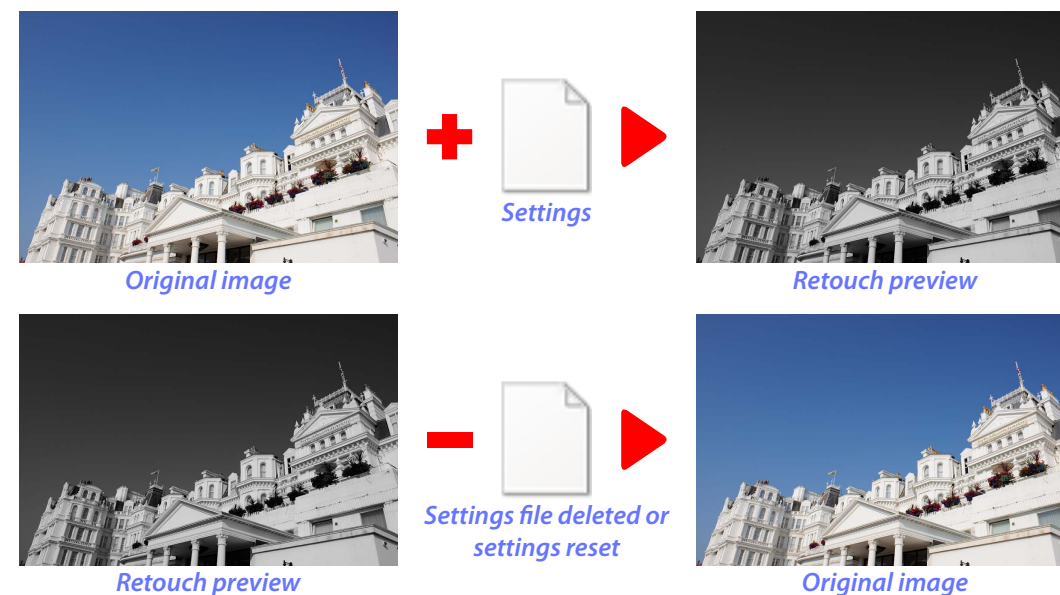 Settings
Original image
Retouch preview
Settings file deleted or
settings reset
Retouch preview
Original image